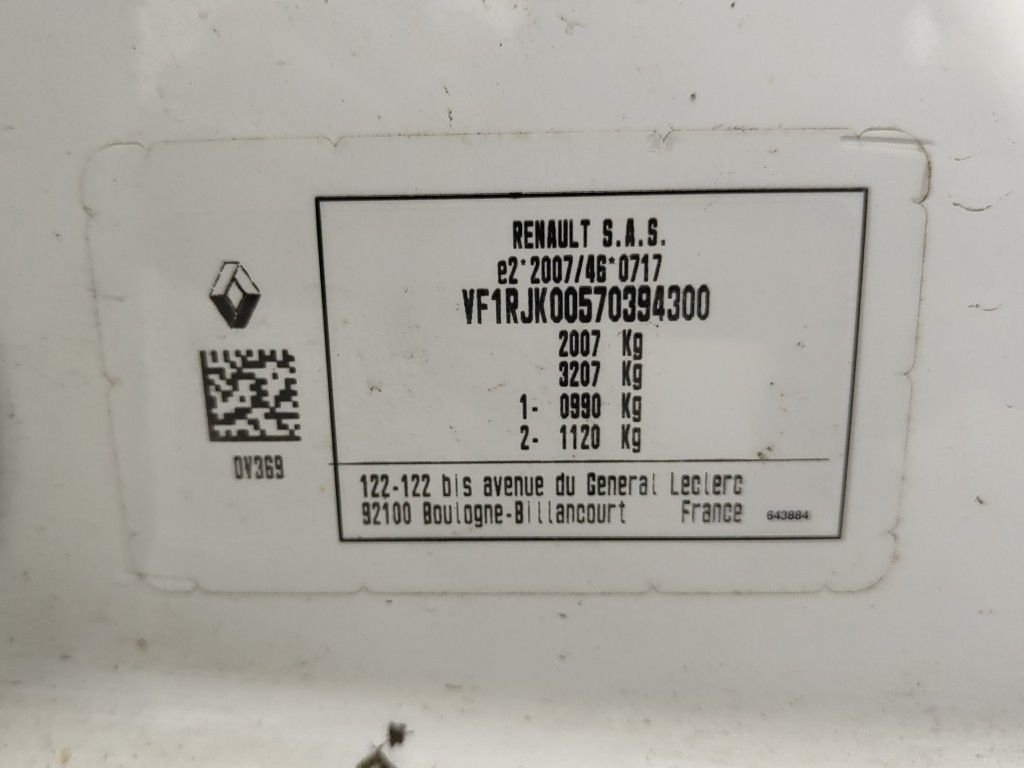 RENAULT S.A.S.
e2*2007/46*0717
VF1RJK00570394300
2007 Kg
3207 Kg
1- 0990 Kg
2- 1120 Kg
0V369
122-122 bis avenue du General Leclerc
92100 Boulogne-Billancourt France 643884